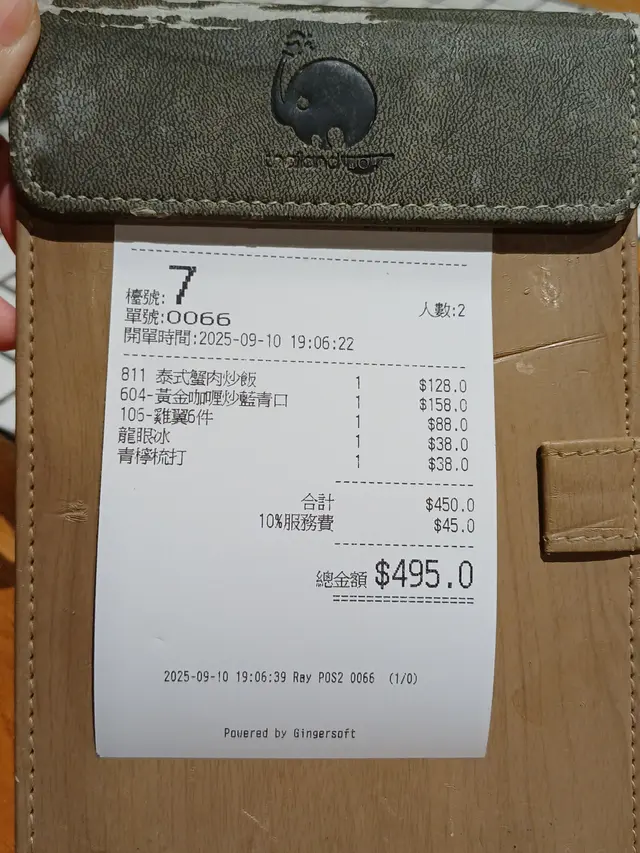 thailand way
檯號: 7
人數:2
單號:0066
開單時間:2025-09-10 19:06:22
811 泰式蟹肉炒飯 1 $128.0
604-黃金咖喱炒藍青口 1 $158.0
106-雞翼6件 1 $88.0
龍眼冰 1 $38.0
青檸梳打 1 $38.0
合計 $450.0
10%服務費 $45.0
總金額 $495.0
2025-09-10 19:06:39 Ray POS2 0066 (1/0)
Powered by Gingersoft